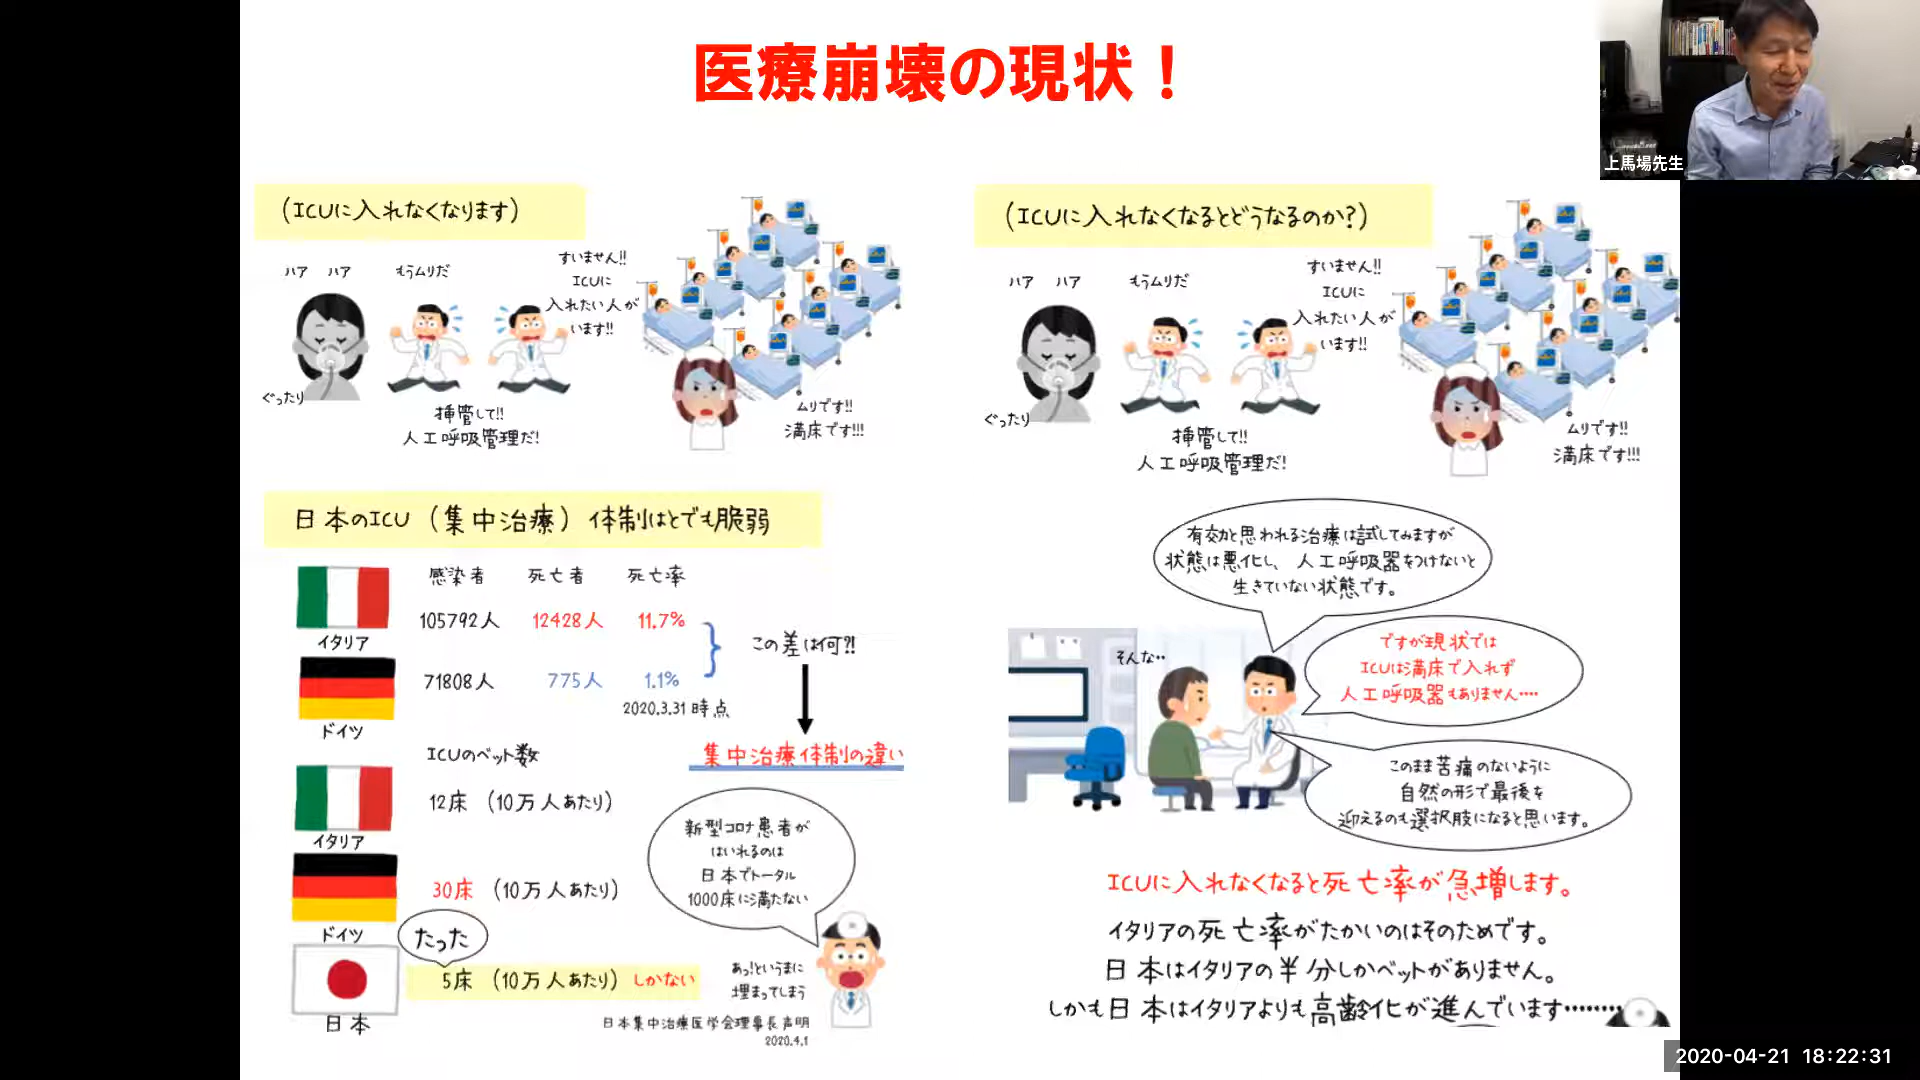 医療崩壊の現状！
上馬場先生
（ICUに入れなくなります）
ハア ハア
もうムリだ
すいません!!
ICUに
入れたい人が
います!!
ぐったり
挿管して!!
人工呼吸管理だ!
ムリです!!
満床です!!!
日本のICU（集中治療）体制はとても脆弱
感染者 死亡者 死亡率
105792人 12428人 11.7%
イタリア
71808人 775人 1.1%
ドイツ
2020.3.31時点
この差は何?!
集中治療体制の違い
ICUのベット数
12床（10万人あたり）
イタリア
30床（10万人あたり）
ドイツ
たった
5床（10万人あたり）しかない
日本
新型コロナ患者が
はいれるのは
日本でトータル
1000床に満たない
あっ!というまに
埋まってしまう
日本集中治療医学会理事長声明
2020.4.1
（ICUに入れなくなるとどうなるのか?）
ハア ハア
もうムリだ
すいません!!
ICUに
入れたい人が
います!!
ぐったり
挿管して!!
人工呼吸管理だ!
ムリです!!
満床です!!!
有効と思われる治療は試してみますが
状態は悪化し、人工呼吸器をつけないと
生きていない状態です。
そんな‥
ですが現状では
ICUは満床で入れず
人工呼吸器もありません‥‥
このまま苦痛のないように
自然の形で最後を
迎えるのも選択肢になると思います。
ICUに入れなくなると死亡率が急増します。
イタリアの死亡率がたかいのはそのためです。
日本はイタリアの半分しかベットがありません。
しかも日本はイタリアよりも高齢化が進んでいます‥‥‥‥
2020-04-21 18:22:31